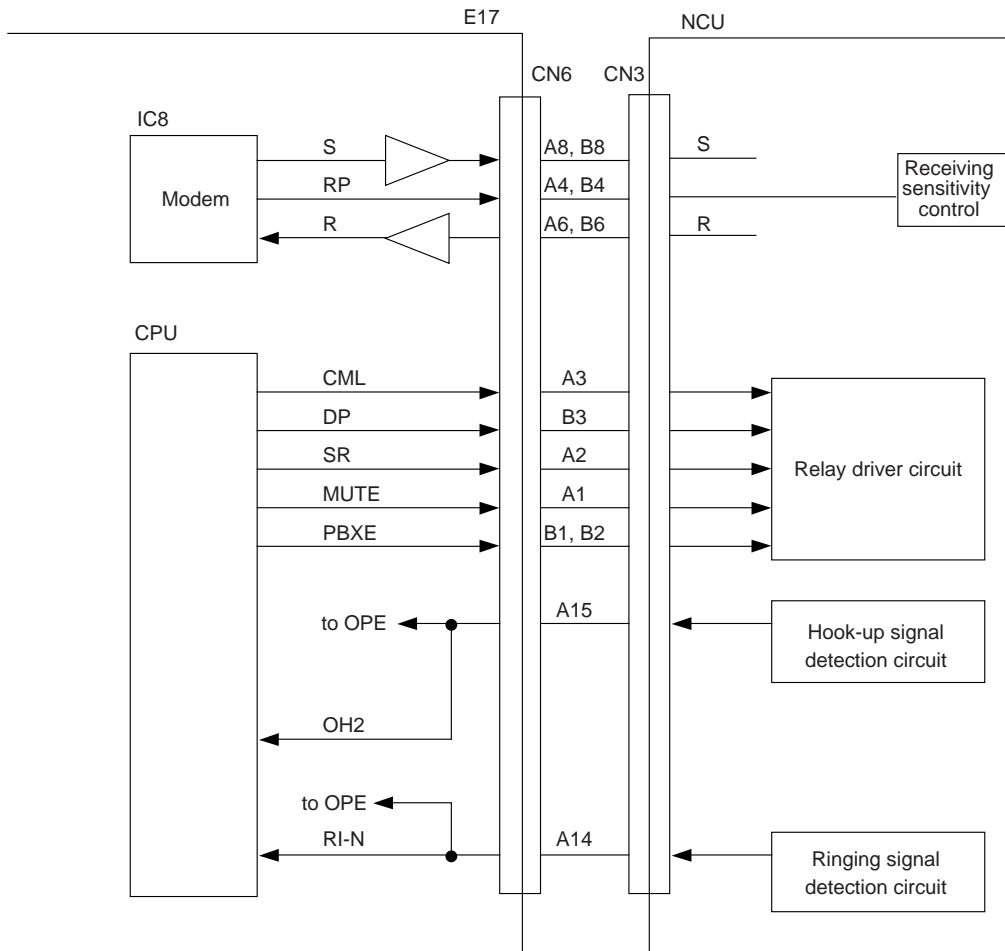 E17
NCU
CN6
CN3
IC8
Modem
S
RP
R
A8, B8
A4, B4
A6, B6
S
R
Receiving
sensitivity
control
CPU
CML
DP
SR
MUTE
PBXE
A3
B3
A2
A1
B1, B2
Relay driver circuit
to OPE
A15
Hook-up signal
detection circuit
OH2
to OPE
RI-N
A14
Ringing signal
detection circuit